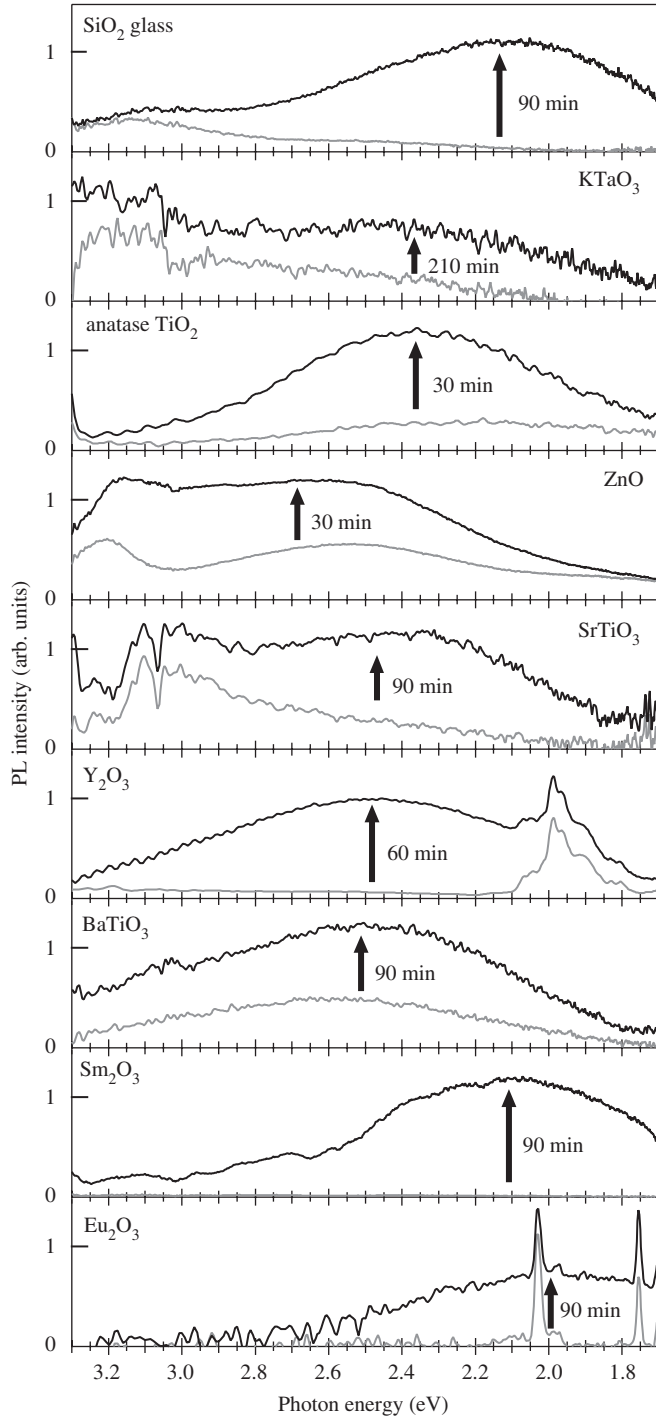 SiO2 glass
1
90 min
0
KTaO3
1
210 min
0
anatase TiO2
1
30 min
0
ZnO
1
30 min
0
SrTiO3
1
90 min
0
PL intensity (arb. units)
Y2O3
1
60 min
0
BaTiO3
1
90 min
0
Sm2O3
1
90 min
0
Eu2O3
1
90 min
0
3.2 3.0 2.8 2.6 2.4 2.2 2.0 1.8
Photon energy (eV)